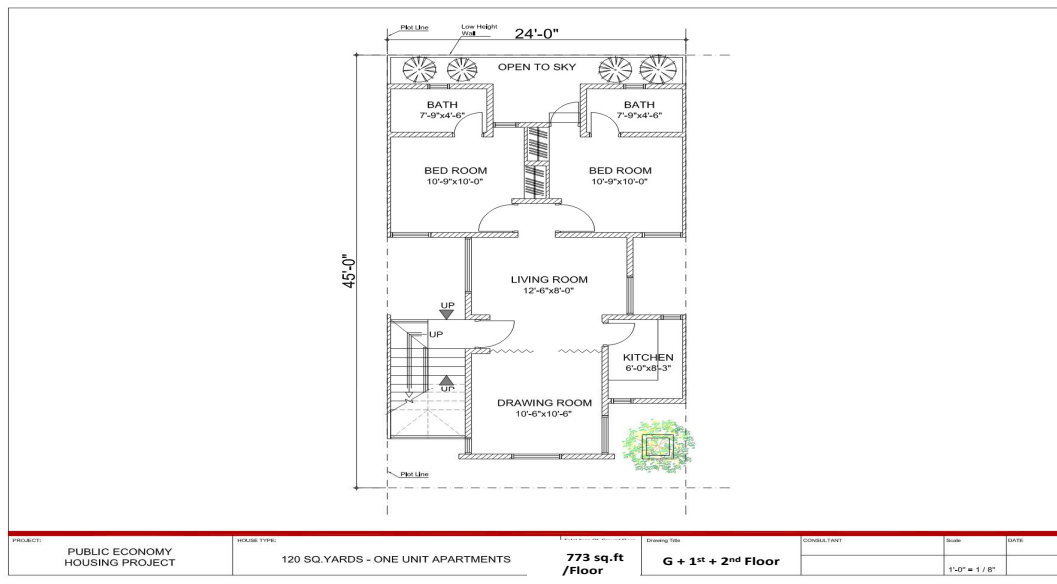 Plot Line
Low Height
Wall
24'-0"
OPEN TO SKY
BATH
7'-9"x4'-6"
BATH
7'-9"x4'-6"
BED ROOM
10'-9"x10'-0"
BED ROOM
10'-9"x10'-0"
45'-0"
LIVING ROOM
12'-6"x8'-0"
UP
UP
UP
KITCHEN
6'-0"x8'-3"
DRAWING ROOM
10'-6"x10'-6"
Plot Line
PROJECT:
PUBLIC ECONOMY
HOUSING PROJECT
HOUSE TYPE:
120 SQ.YARDS - ONE UNIT APARTMENTS
773 sq.ft
/Floor
Drawing Title
G + 1st + 2nd Floor
CONSULTANT
Scale
1'-0" = 1 / 8"
DATE